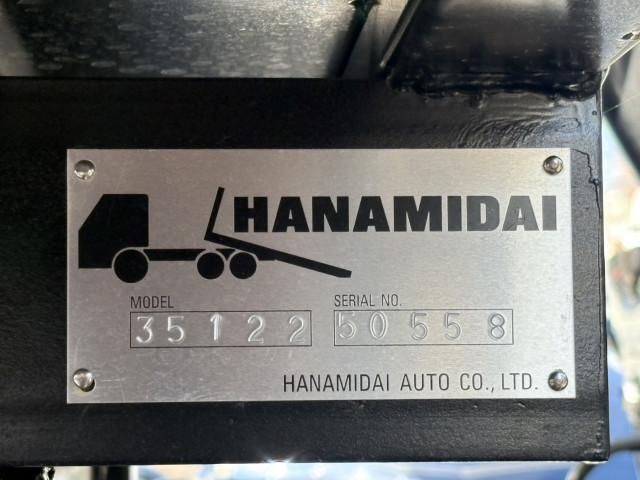 HANAMIDAI
MODEL SERIAL NO.
35122 50558
HANAMIDAI AUTO CO., LTD.